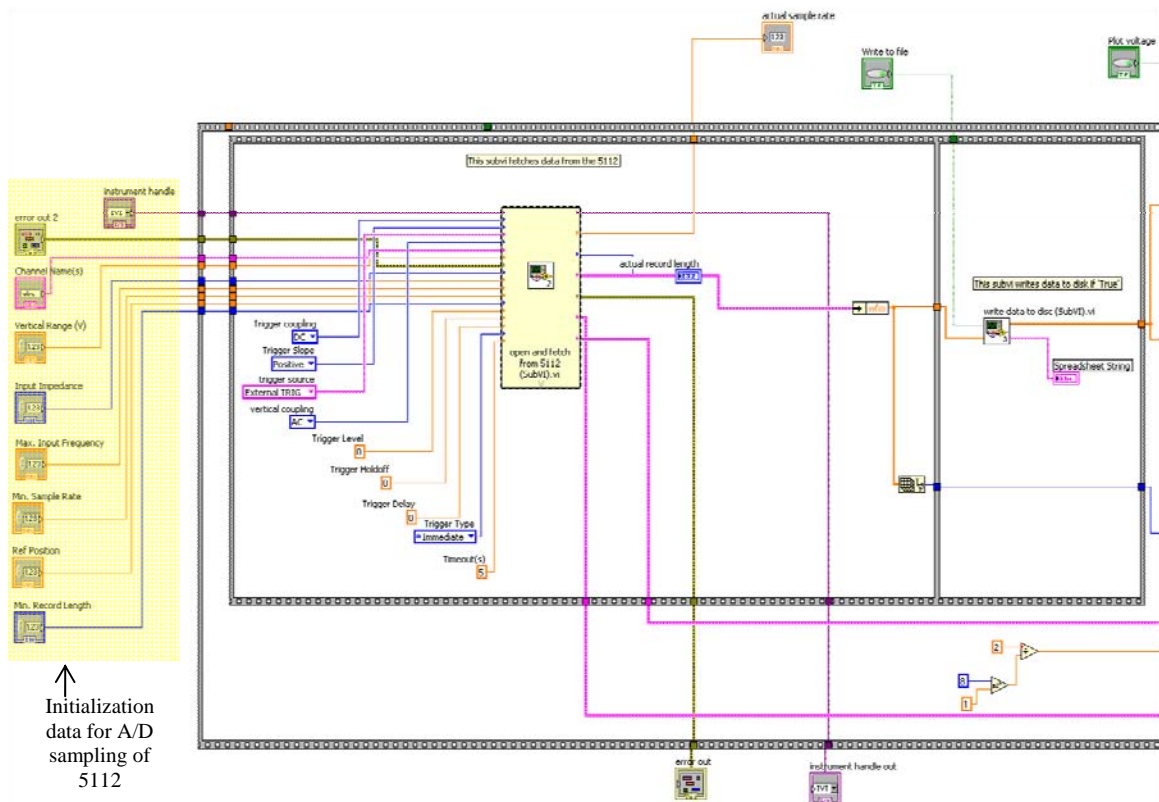 actual sample rate
Write to file
Plot voltage
This subvi fetches data from the 5112
instrument handle
error out 2
Channel Name(s)
Vertical Range (V)
Input Impedance
Max. Input Frequency
Min. Sample Rate
Ref Position
Min. Record Length
Initialization
data for A/D
sampling of
5112
Trigger coupling
DC
Trigger Slope
Positive
trigger source
External TRIG
vertical coupling
AC
Trigger Level
0
Trigger Holdoff
0
Trigger Delay
0
Trigger Type
Immediate
Timeout(s)
5
2
open and fetch
from 5112
(SubVI).vi
actual record length
This subvi writes data to disk if 'True'
write data to disc (SubVI).vi
3
Spreadsheet String
2
8
1
error out
instrument handle out